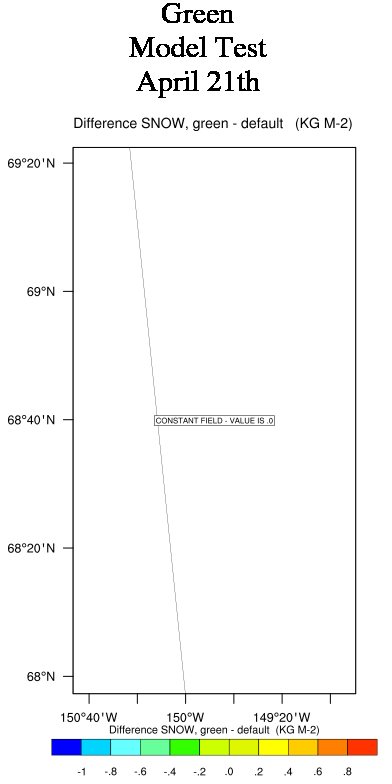 Green
Model Test
April 21th
Difference SNOW, green - default (KG M-2)
69°20'N
69°N
68°40'N
CONSTANT FIELD - VALUE IS .0
68°20'N
68°N
150°40'W 150°W 149°20'W
Difference SNOW, green - default (KG M-2)
-1 -.8 -.6 -.4 -.2 .0 .2 .4 .6 .8